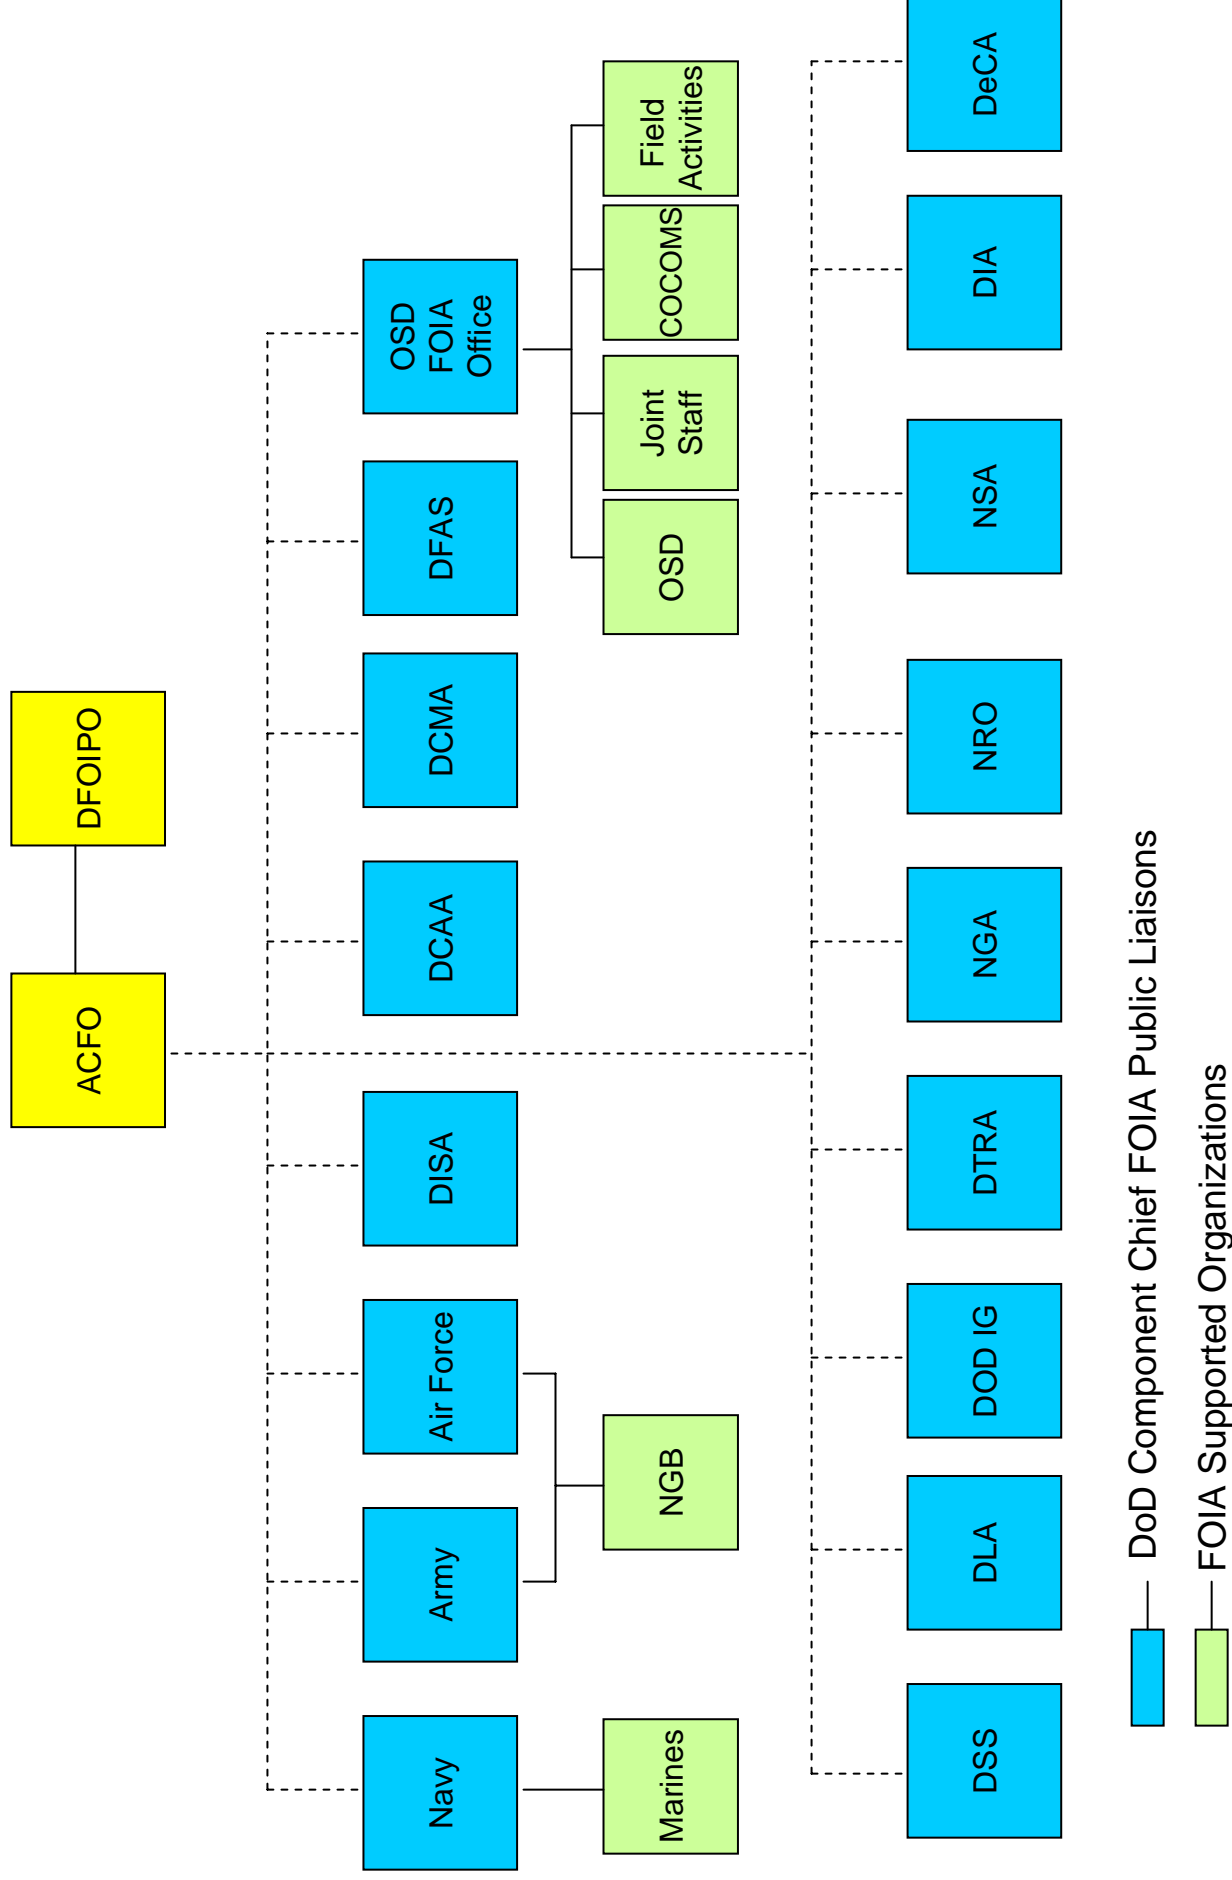 ACFO
DFOIPO
Navy
Army
Air Force
DISA
DCAA
DCMA
DFAS
OSD
FOIA
Office
Marines
NGB
OSD
Joint
Staff
COCOMS
Field
Activities
DSS
DLA
DOD IG
DTRA
NGA
NRO
NSA
DIA
DeCA
DoD Component Chief FOIA Public Liaisons
FOIA Supported Organizations